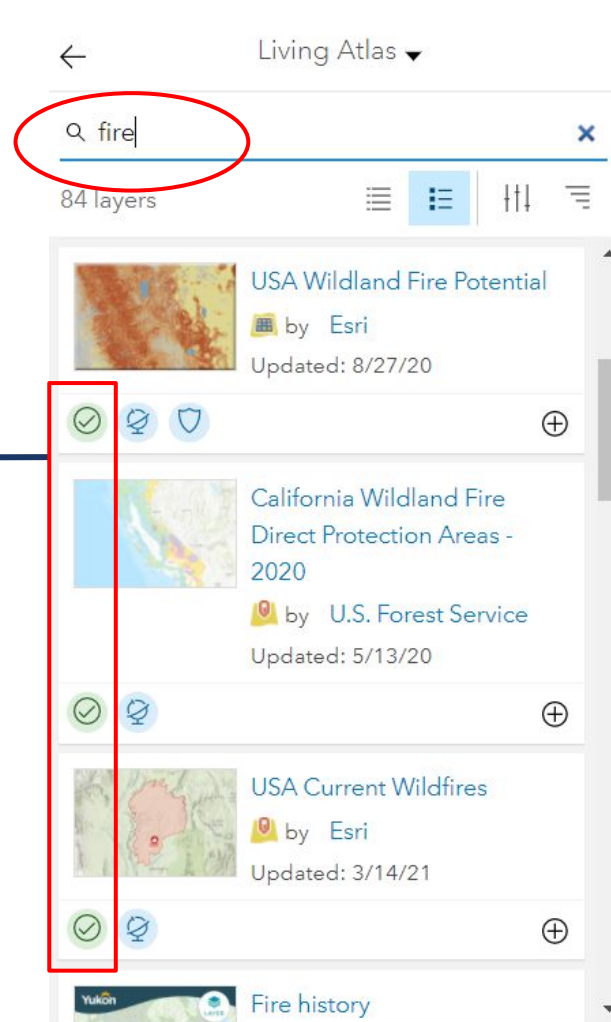 Living Atlas
fire
84 layers
USA Wildland Fire Potential
by Esri
Updated: 8/27/20
California Wildland Fire
Direct Protection Areas -
2020
by U.S. Forest Service
Updated: 5/13/20
USA Current Wildfires
by Esri
Updated: 3/14/21
Yukon
LAYER
Fire history